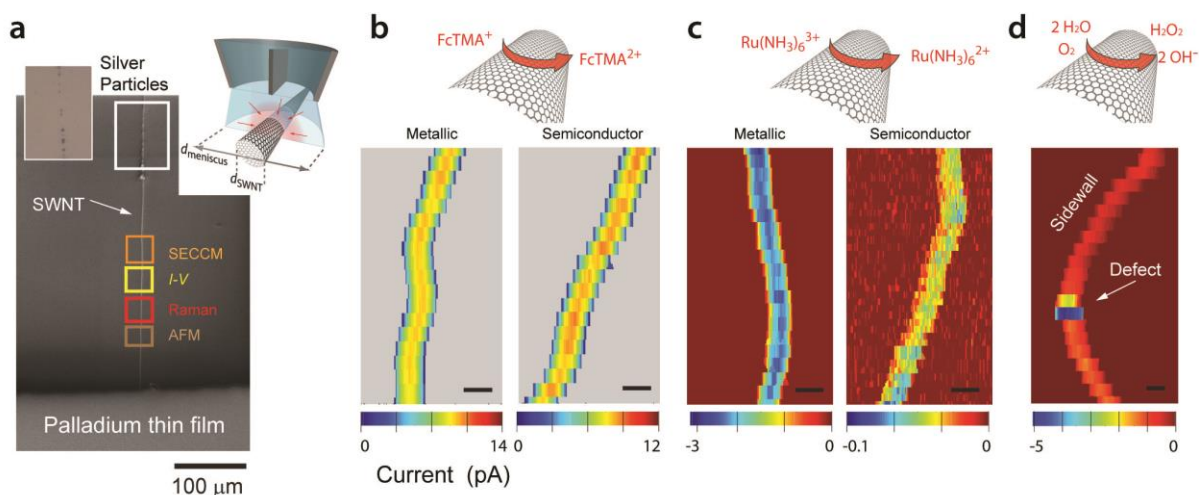 a
Silver
Particles
d meniscus
d SWNT
SWNT
SECCM
I-V
Raman
AFM
Palladium thin film
100 μm
b
FcTMA⁺
FcTMA²⁺
Metallic
Semiconductor
0
14
0
12
Current (pA)
c
Ru(NH₃)₆³⁺
Ru(NH₃)₆²⁺
Metallic
Semiconductor
-3
0
-0.1
0
d
2 H₂O
O₂
H₂O₂
2 OH⁻
Sidewall
Defect
-5
0